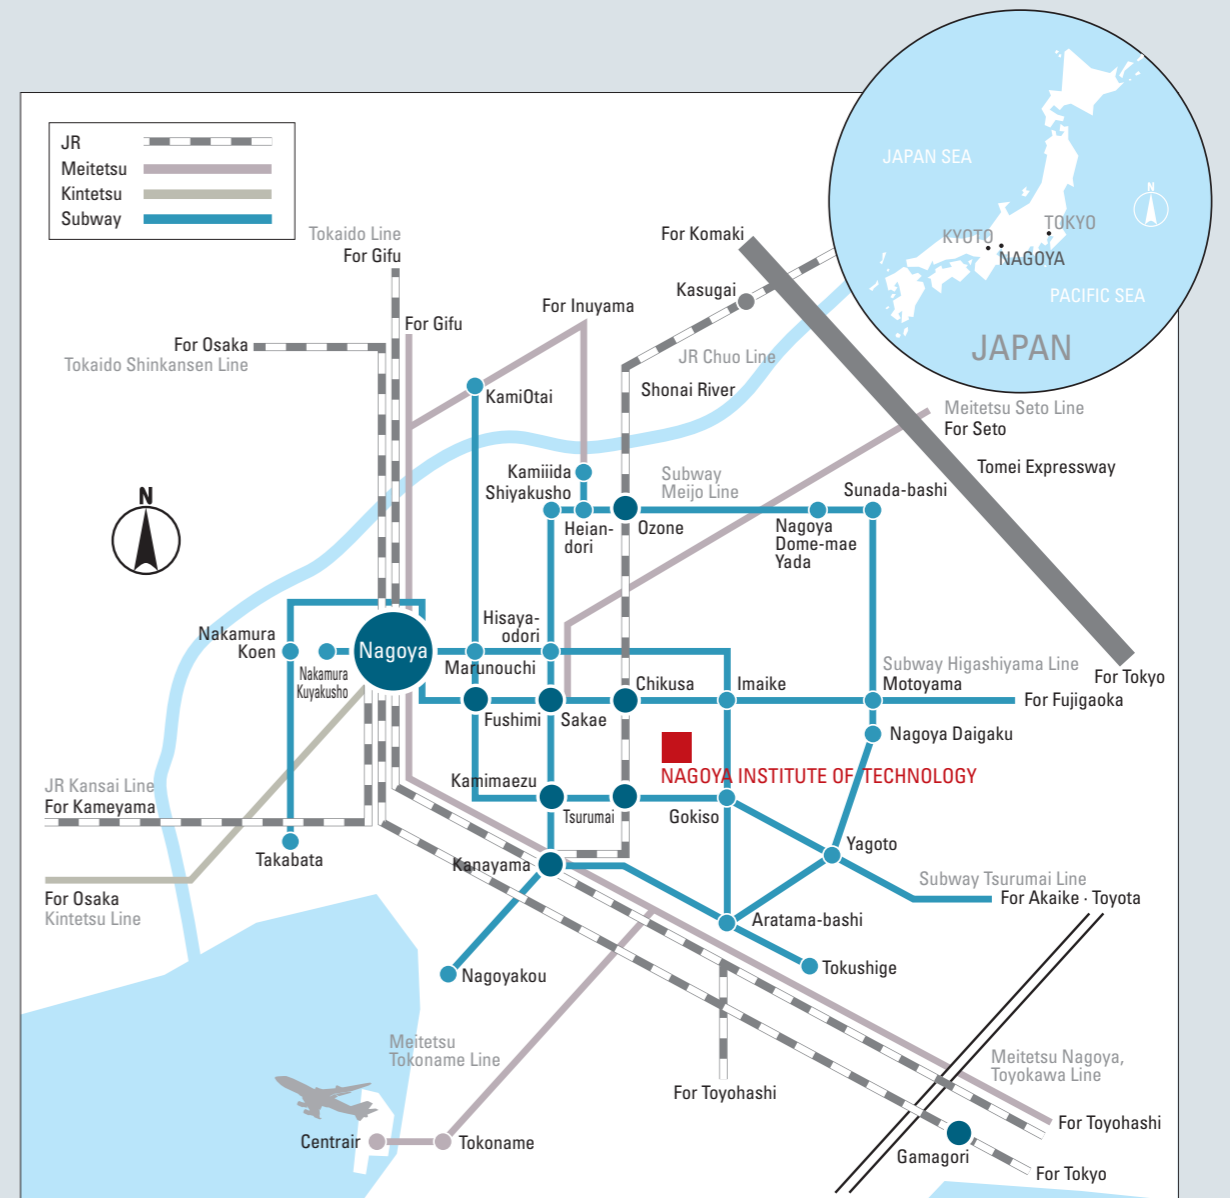 JR
Meitetsu
Kintetsu
Subway
JAPAN SEA
N
TOKYO
KYOTO
NAGOYA
PACIFIC SEA
JAPAN
Tokaido Line
For Gifu
For Komaki
Kasugai
For Inuyama
For Gifu
For Osaka
Tokaido Shinkansen Line
JR Chuo Line
Shonai River
KamiOtai
Meitetsu Seto Line
For Seto
Tomei Expressway
Kamiiida
Shiyakusho
Subway
Meijo Line
Sunada-bashi
N
Heian-
dori
Ozone
Nagoya
Dome-mae
Yada
Hisaya-
odori
Nakamura
Koen
Nagoya
Marunouchi
Nakamura
Kuyakusho
Subway Higashiyama Line
Motoyama
For Tokyo
Chikusa
Imaike
For Fujigaoka
Fushimi
Sakae
Nagoya Daigaku
NAGOYA INSTITUTE OF TECHNOLOGY
JR Kansai Line
For Kameyama
Kamimaezu
Tsurumai
Gokiso
Takabata
Kanayama
Yagoto
Subway Tsurumai Line
For Akaike · Toyota
For Osaka
Kintetsu Line
Aratama-bashi
Tokushige
Nagoyakou
Meitetsu
Tokoname Line
Meitetsu Nagoya,
Toyokawa Line
For Toyohashi
For Toyohashi
Centrair
Tokoname
Gamagori
For Tokyo